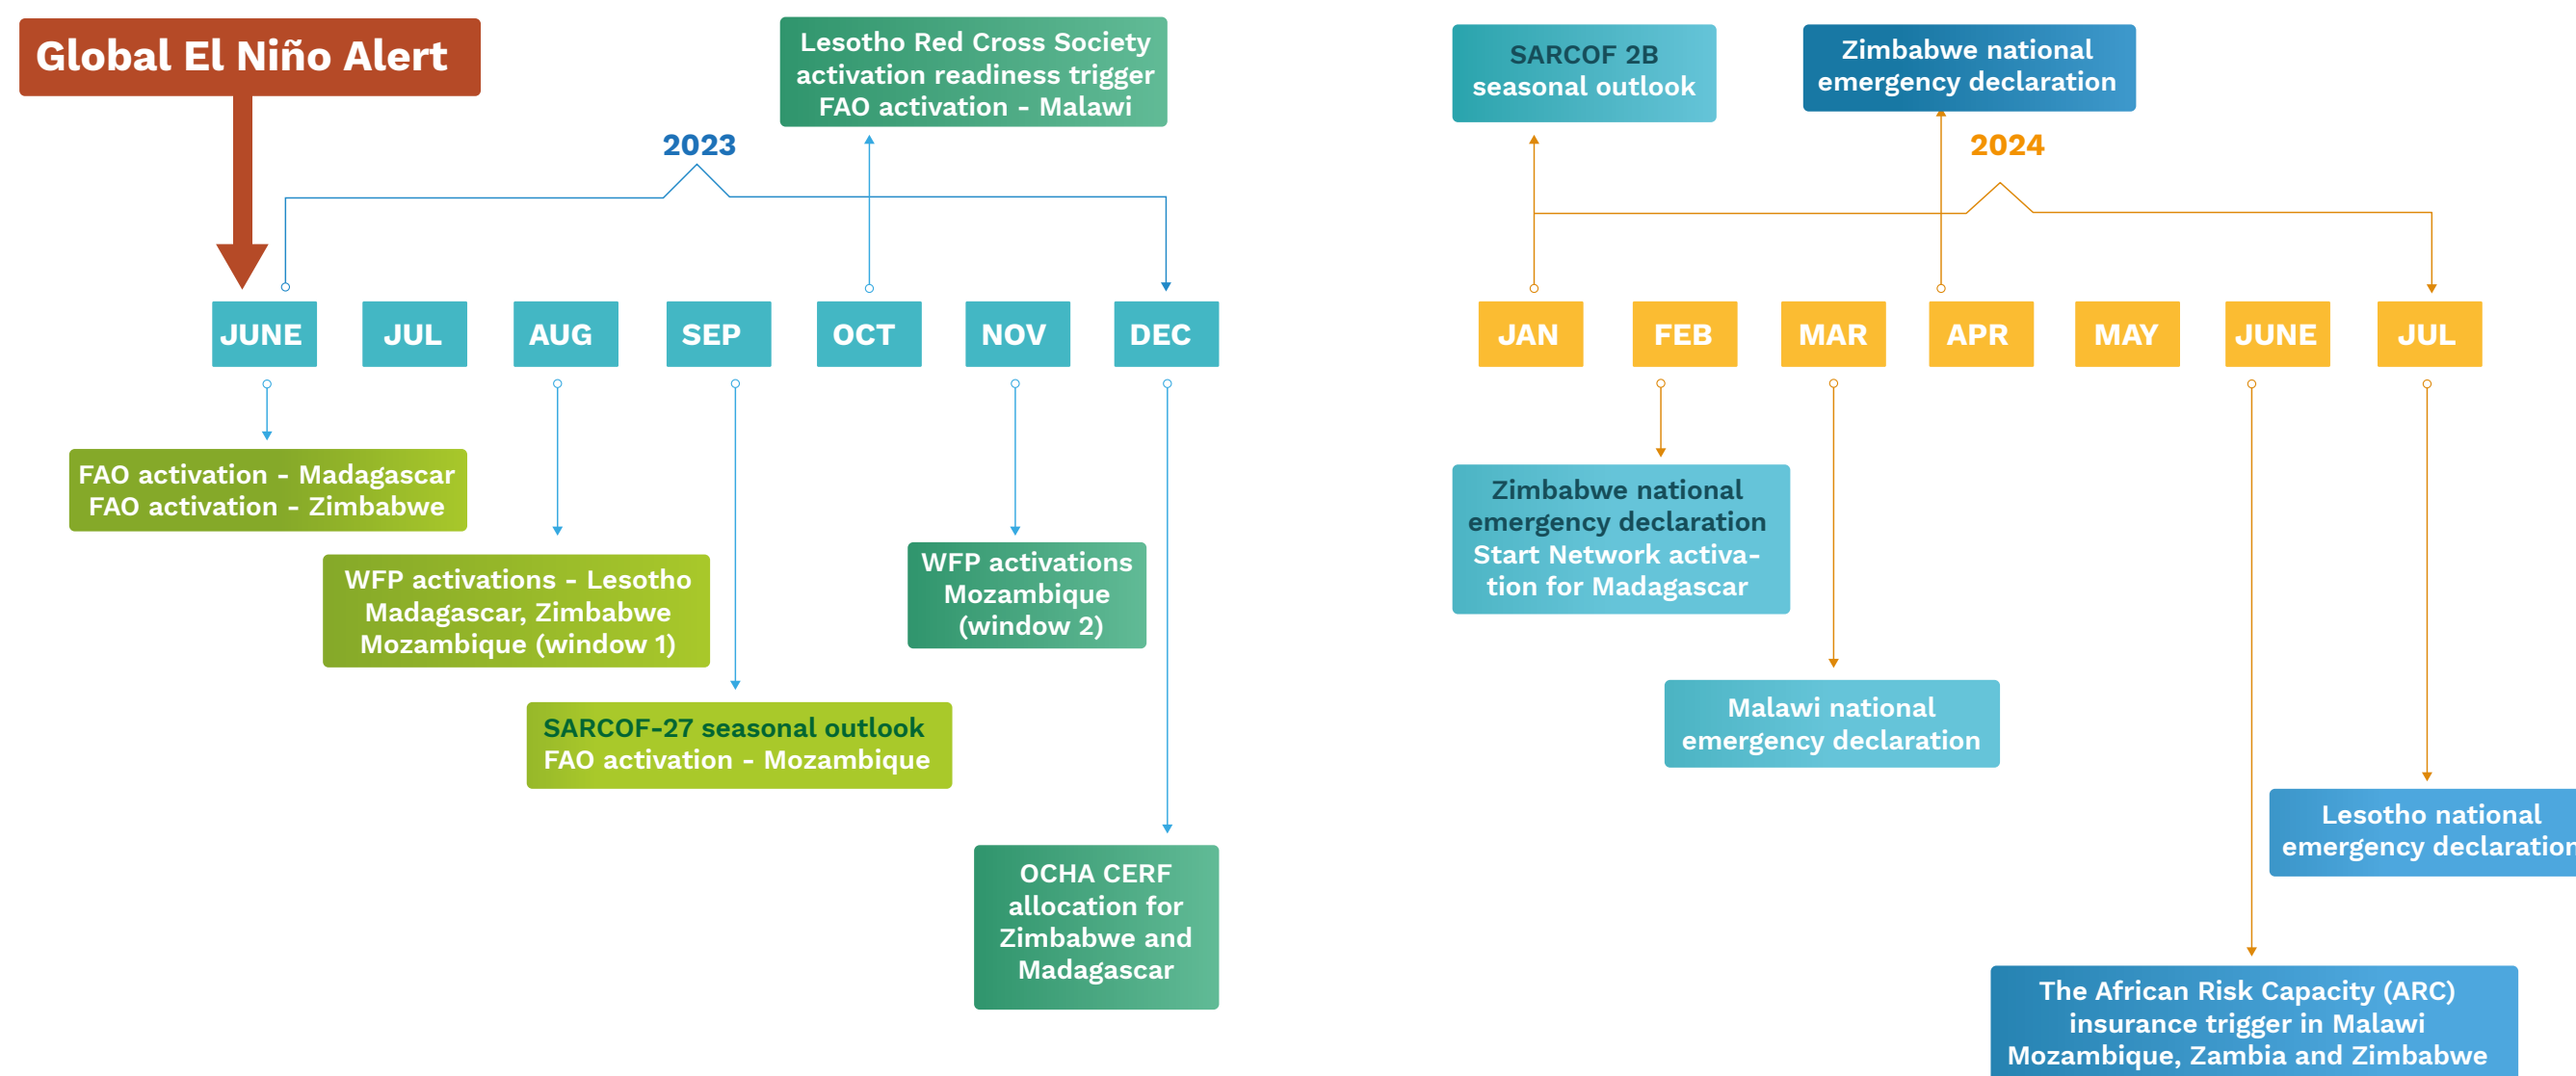 Global El Niño Alert
Lesotho Red Cross Society
activation readiness trigger
FAO activation - Malawi
2023
SARCOF 2B
seasonal outlook
Zimbabwe national
emergency declaration
2024
JUNE
JUL
AUG
SEP
OCT
NOV
DEC
JAN
FEB
MAR
APR
MAY
JUNE
JUL
FAO activation - Madagascar
FAO activation - Zimbabwe
WFP activations - Lesotho
Madagascar, Zimbabwe
Mozambique (window 1)
SARCOF-27 seasonal outlook
FAO activation - Mozambique
WFP activations
Mozambique
(window 2)
OCHA CERF
allocation for
Zimbabwe and
Madagascar
Zimbabwe national
emergency declaration
Start Network activa-
tion for Madagascar
Malawi national
emergency declaration
Lesotho national
emergency declaration
The African Risk Capacity (ARC)
insurance trigger in Malawi
Mozambique, Zambia and Zimbabwe